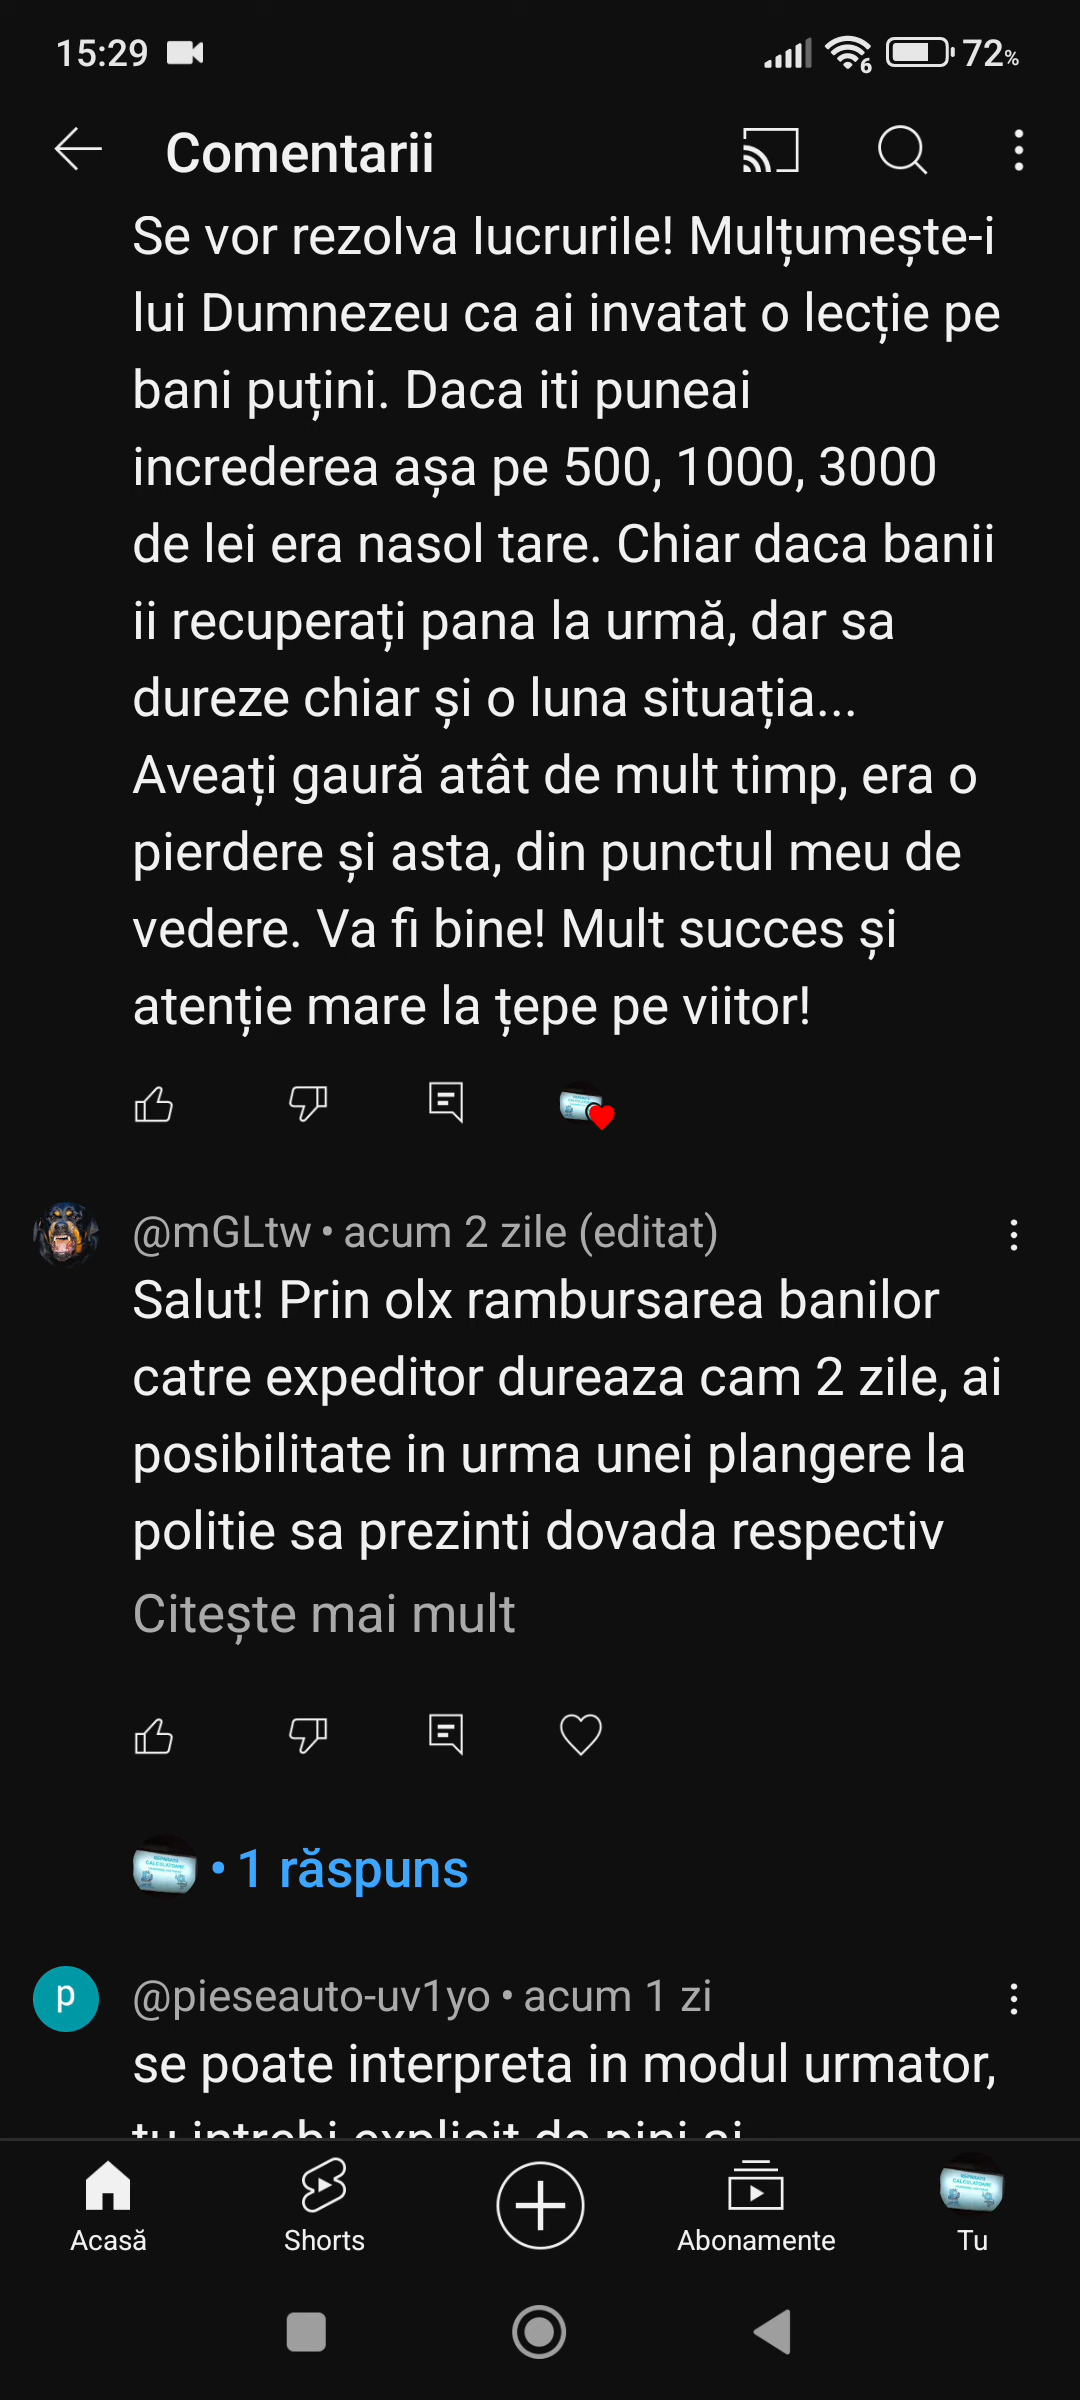 15:29 72%
Comentarii
Se vor rezolva lucrurile! Mulțumește-i
lui Dumnezeu ca ai invatat o lecție pe
bani puțini. Daca iti puneai
increderea așa pe 500, 1000, 3000
de lei era nasol tare. Chiar daca banii
ii recuperați pana la urmă, dar sa
dureze chiar și o luna situația...
Aveați gaură atât de mult timp, era o
pierdere și asta, din punctul meu de
vedere. Va fi bine! Mult succes și
atenție mare la țepe pe viitor!
@mGLtw • acum 2 zile (editat)
Salut! Prin olx rambursarea banilor
catre expeditor dureaza cam 2 zile, ai
posibilitate in urma unei plangere la
politie sa prezinti dovada respectiv
Citește mai mult
• 1 răspuns
p
@pieseauto-uv1yo • acum 1 zi
se poate interpreta in modul urmator,
tu intrebi explicit de pini ai
Acasă Shorts Abonamente Tu